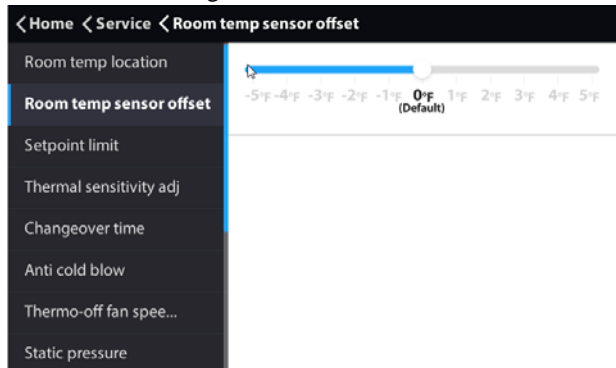 Home Service Room temp sensor offset
Room temp location
Room temp sensor offset
Setpoint limit
Thermal sensitivity adj
Changeover time
Anti cold blow
Thermo-off fan spee...
Static pressure
-5°F -4°F -3°F -2°F -1°F 0°F 1°F 2°F 3°F 4°F 5°F
(Default)